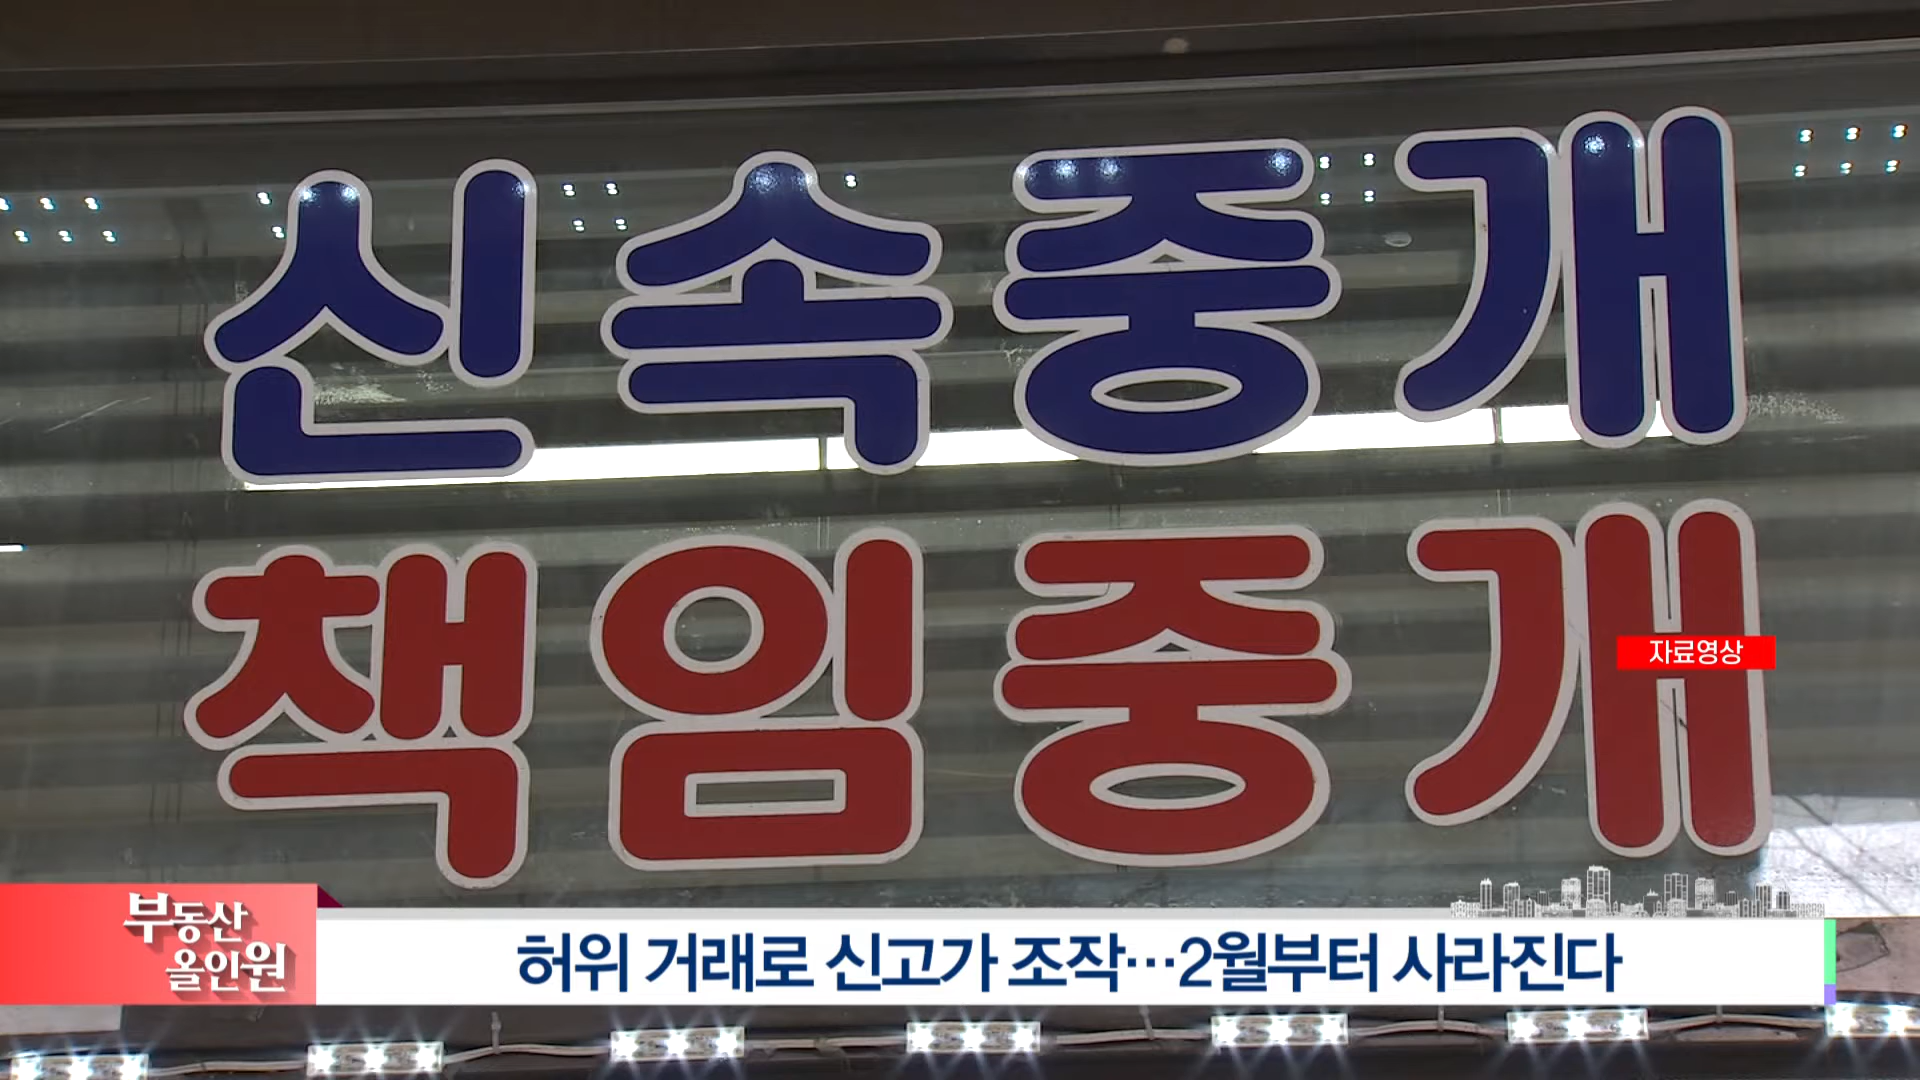 신속중개
책임중개
자료영상
부동산
올인원
허위 거래로 신고가 조작…2월부터 사라진다